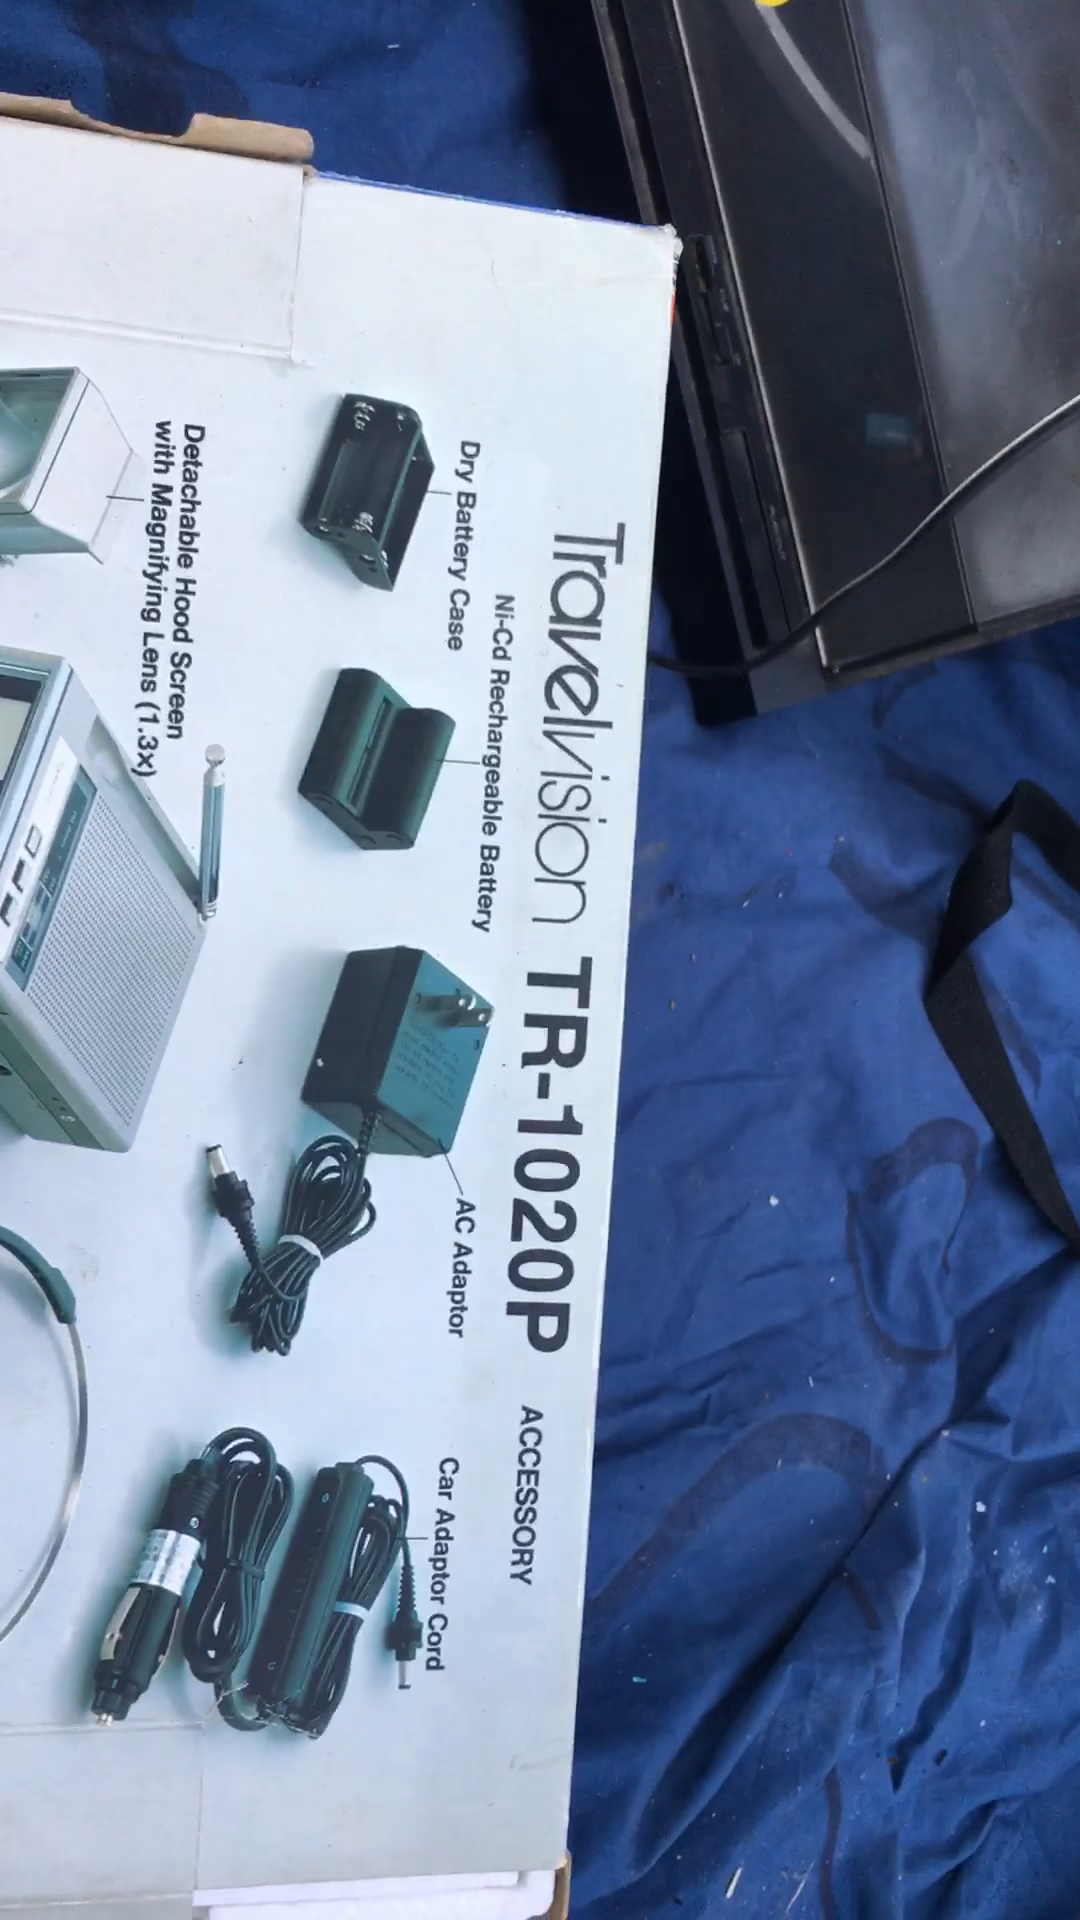 Travelvision TR-1020P ACCESSORY
Dry Battery Case
Ni-Cd Rechargeable Battery
AC Adaptor
Car Adaptor Cord
Detachable Hood Screen
with Magnifying Lens (1.3x)